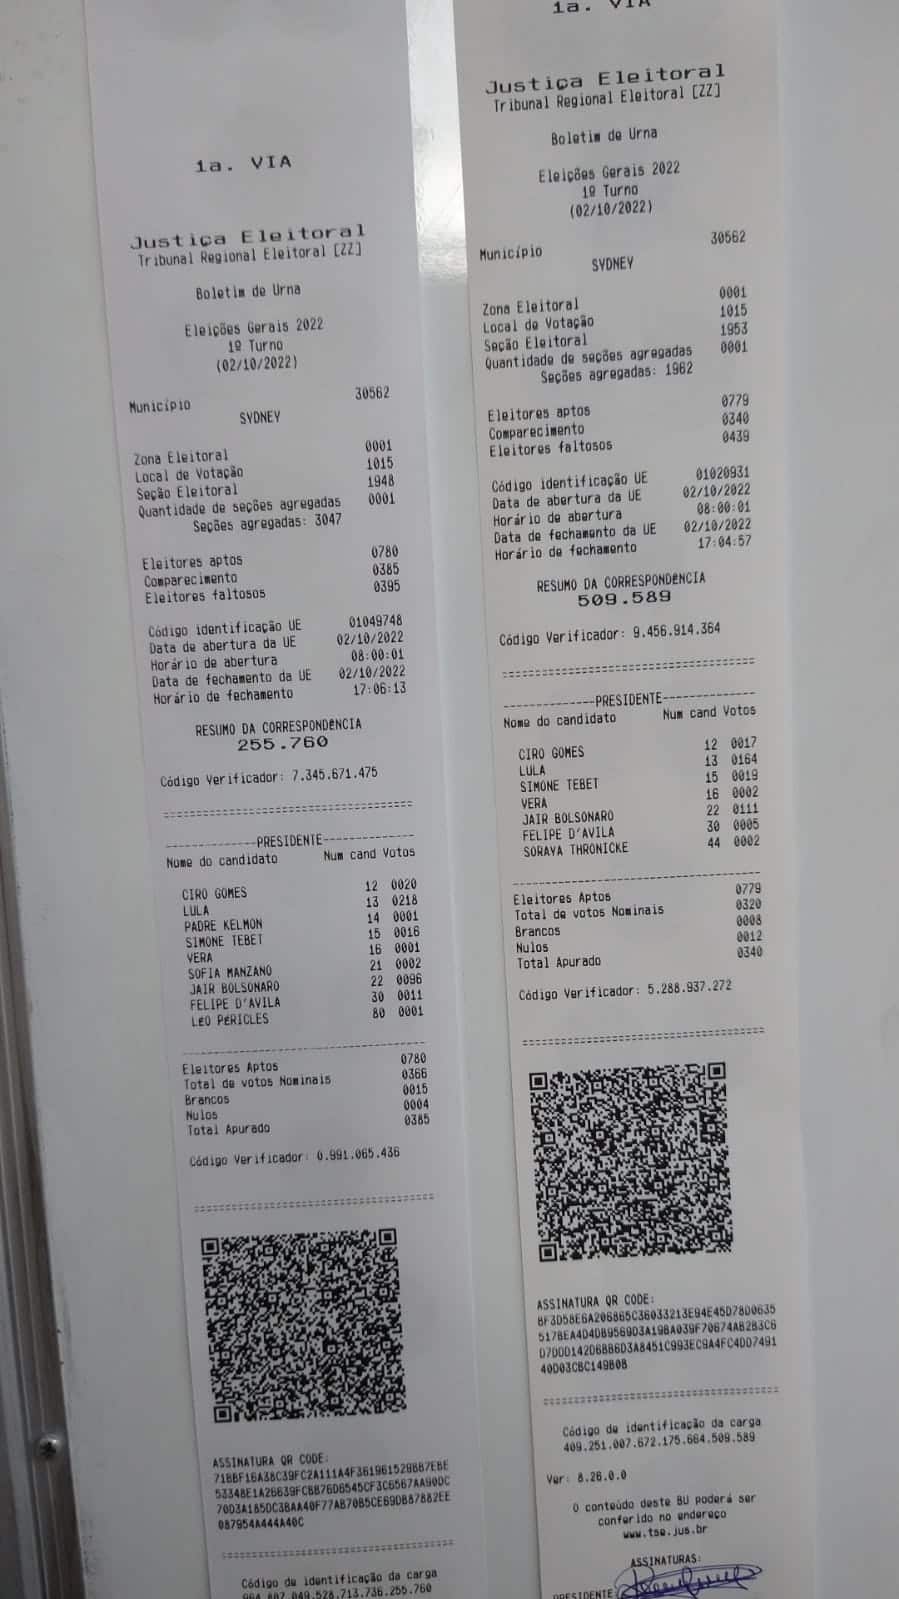 1a. VIA
Justiça Eleitoral
Tribunal Regional Eleitoral [ZZ]
Boletim de Urna
Eleições Gerais 2022
1º Turno
(02/10/2022)
Município 30562
SYDNEY
Zona Eleitoral 0001
Local de Votação 1015
Seção Eleitoral 1948
Quantidade de seções agregadas 0001
Seções agregadas: 3047
Eleitores aptos 0780
Comparecimento 0385
Eleitores faltosos 0395
Código identificação UE 01049748
Data de abertura da UE 02/10/2022
Horário de abertura 08:00:01
Data de fechamento da UE 02/10/2022
Horário de fechamento 17:06:13
RESUMO DA CORRESPONDÊNCIA
255.760
Código Verificador: 7.345.671.475
==================================
--------------PRESIDENTE--------------
Nome do candidato Num cand Votos
CIRO GOMES 12 0020
LULA 13 0218
PADRE KELMON 14 0001
SIMONE TEBET 15 0016
VERA 16 0001
SOFIA MANZANO 21 0002
JAIR BOLSONARO 22 0096
FELIPE D'AVILA 30 0011
LÉO PÉRICLES 80 0001
--------------------------------------
Eleitores Aptos 0780
Total de votos Nominais 0366
Brancos 0015
Nulos 0004
Total Apurado 0385
Código Verificador: 0.991.065.436
==================================
ASSINATURA QR CODE:
Código de identificação da carga
1a. VIA
Justiça Eleitoral
Tribunal Regional Eleitoral [ZZ]
Boletim de Urna
Eleições Gerais 2022
1º Turno
(02/10/2022)
Município 30562
SYDNEY
Zona Eleitoral 0001
Local de Votação 1015
Seção Eleitoral 1953
Quantidade de seções agregadas 0001
Seções agregadas: 1962
Eleitores aptos 0779
Comparecimento 0340
Eleitores faltosos 0439
Código identificação UE 01020931
Data de abertura da UE 02/10/2022
Horário de abertura 08:00:01
Data de fechamento da UE 02/10/2022
Horário de fechamento 17:04:57
RESUMO DA CORRESPONDÊNCIA
509.589
Código Verificador: 9.456.914.364
==================================
--------------PRESIDENTE--------------
Nome do candidato Num cand Votos
CIRO GOMES 12 0017
LULA 13 0164
SIMONE TEBET 15 0019
VERA 16 0002
JAIR BOLSONARO 22 0111
FELIPE D'AVILA 30 0005
SORAYA THRONICKE 44 0002
--------------------------------------
Eleitores Aptos 0779
Total de votos Nominais 0320
Brancos 0008
Nulos 0012
Total Apurado 0340
Código Verificador: 5.288.937.272
==================================
ASSINATURA QR CODE:
==================================
Código de identificação da carga
409.251.007.672.175.664.509.589
Ver: 8.26.0.0
O conteúdo deste BU poderá ser
conferido no endereço
www.tse.jus.br
ASSINATURAS:
PRESIDENTE